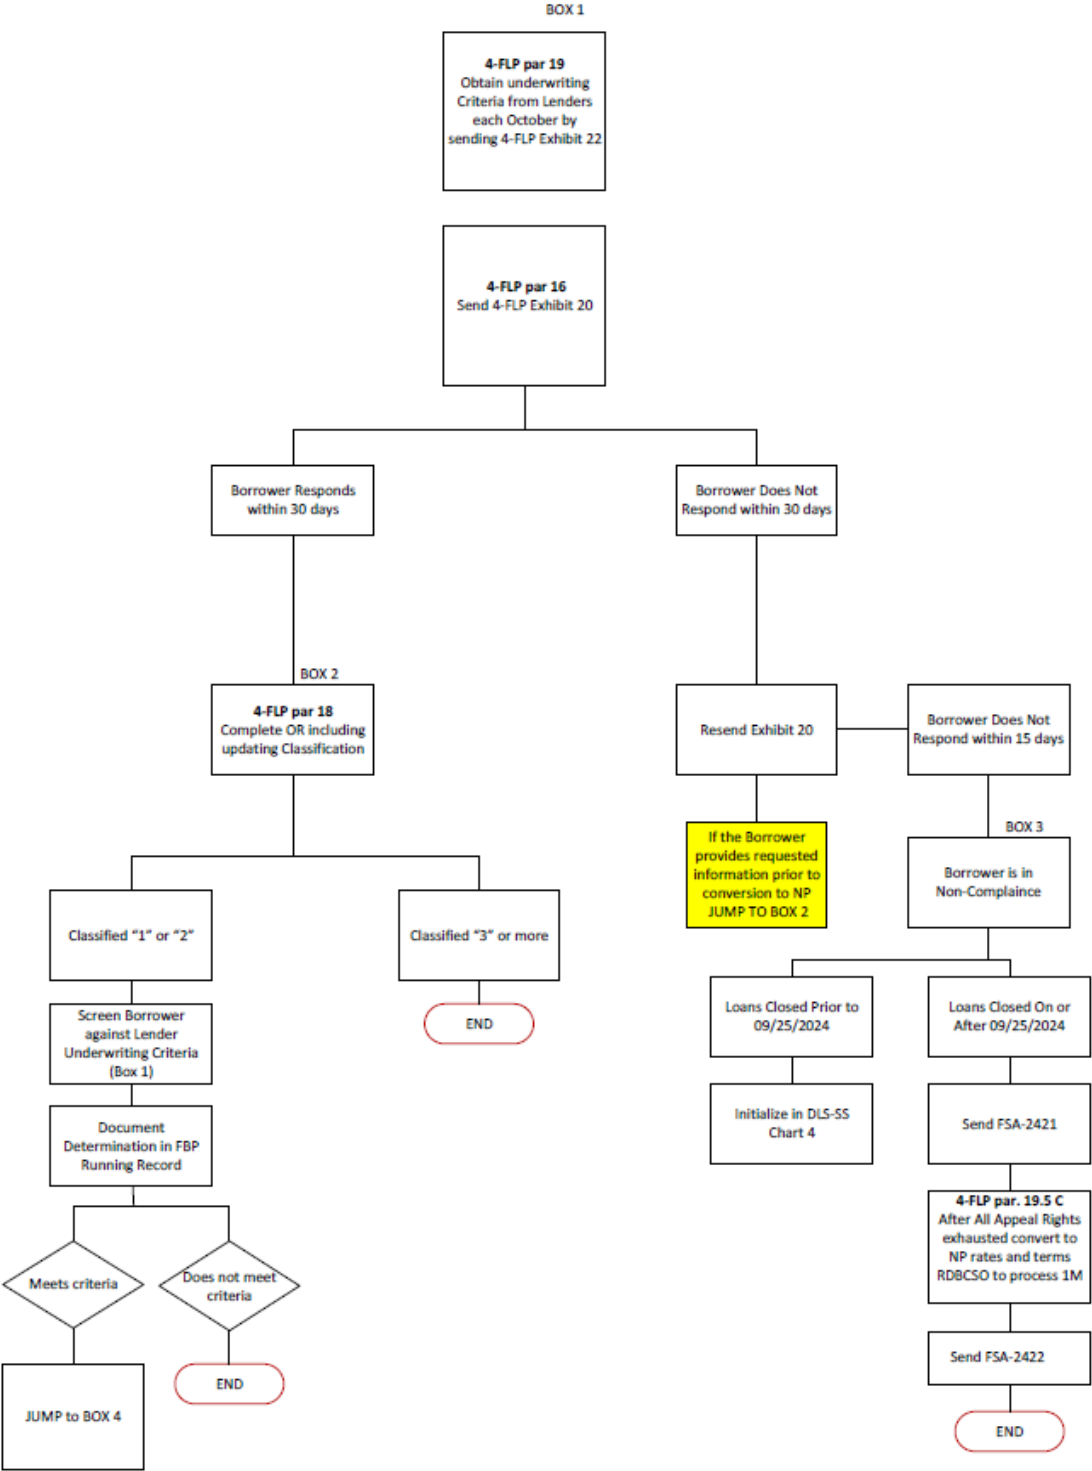 BOX 1
4-FLP par 19
Obtain underwriting
Criteria from Lenders
each October by
sending 4-FLP Exhibit 22
4-FLP par 16
Send 4-FLP Exhibit 20
Borrower Responds
within 30 days
Borrower Does Not
Respond within 30 days
BOX 2
4-FLP par 18
Complete OR including
updating Classification
Resend Exhibit 20
Borrower Does Not
Respond within 15 days
If the Borrower
provides requested
information prior to
conversion to NP
JUMP TO BOX 2
BOX 3
Borrower is in
Non-Complaince
Classified "1" or "2"
Classified "3" or more
END
Screen Borrower
against Lender
Underwriting Criteria
(Box 1)
Document
Determination in FBP
Running Record
Meets criteria
Does not meet
criteria
JUMP to BOX 4
END
Loans Closed Prior to
09/25/2024
Loans Closed On or
After 09/25/2024
Initialize in DLS-SS
Chart 4
Send FSA-2421
4-FLP par. 19.5 C
After All Appeal Rights
exhausted convert to
NP rates and terms
RDBCSO to process 1M
Send FSA-2422
END